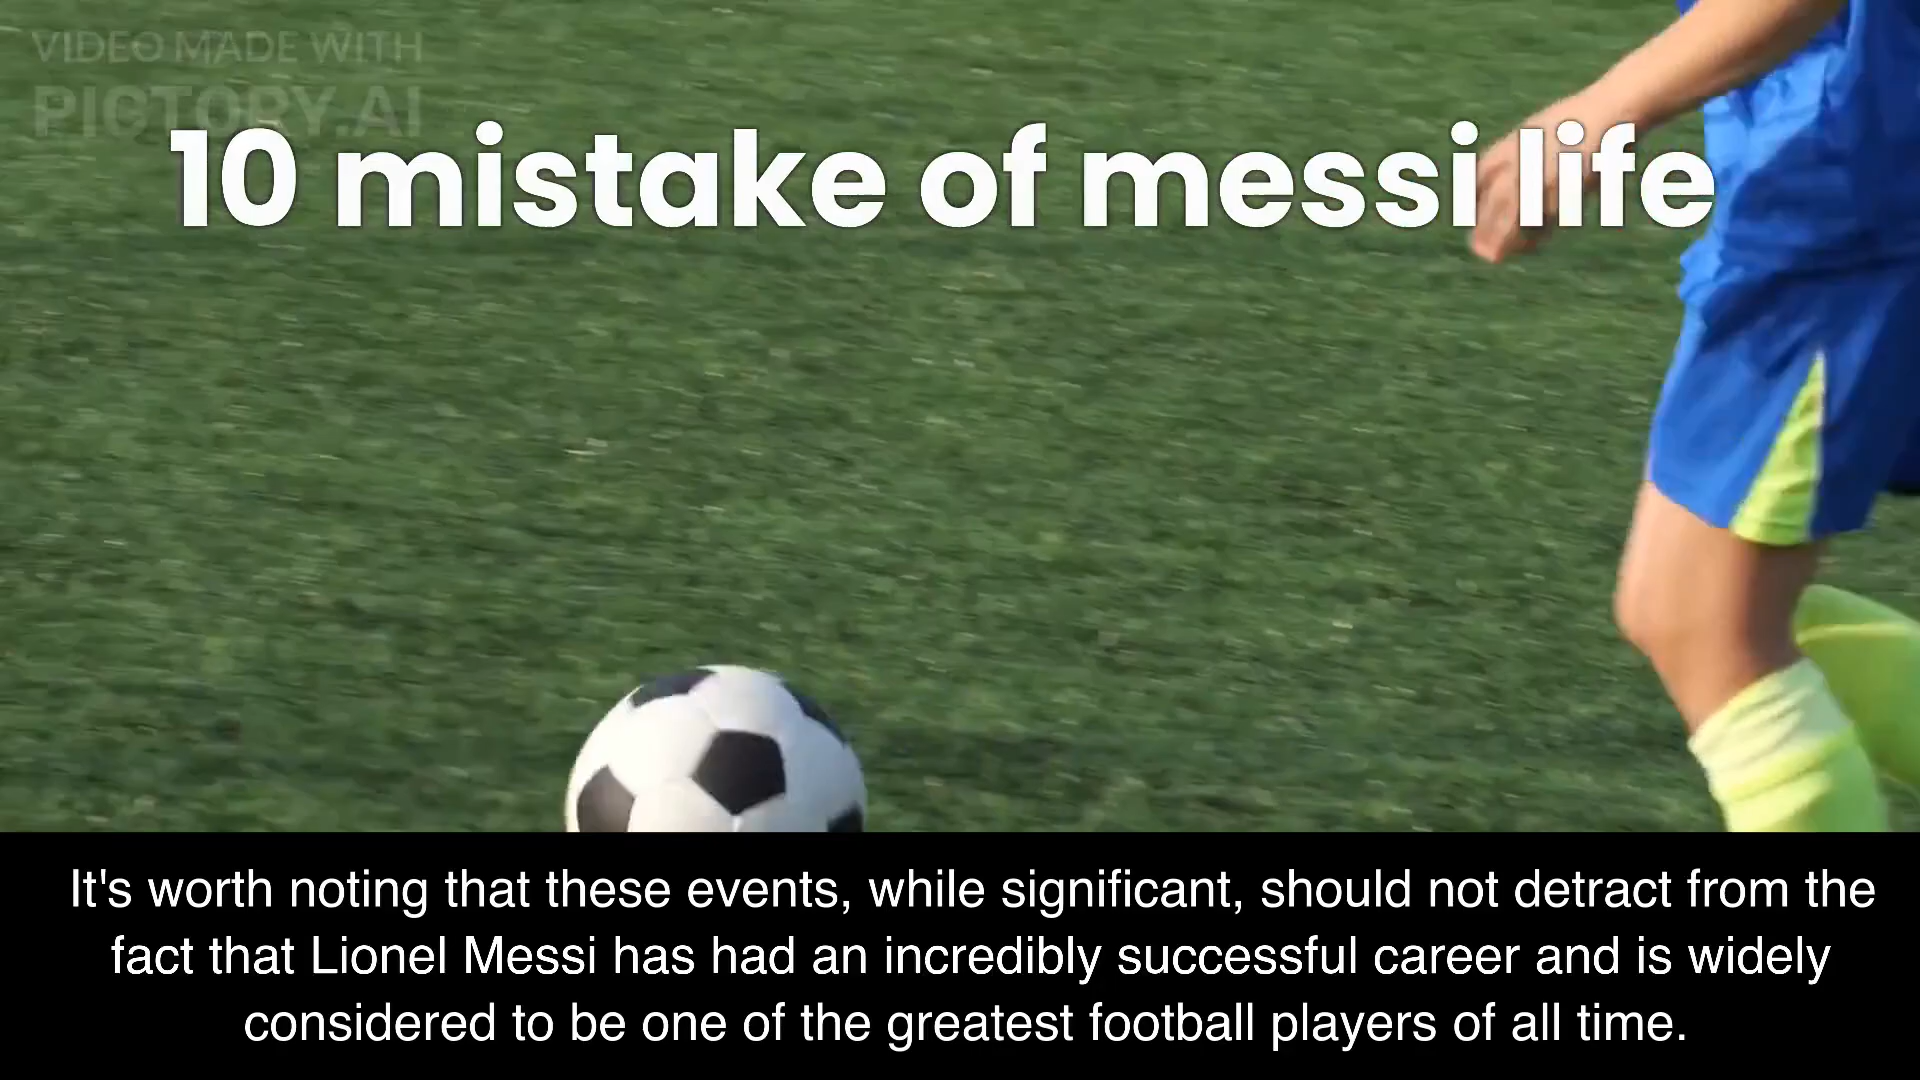 VIDEO MADE WITH
PICTORY.AI
10 mistake of messi life
It's worth noting that these events, while significant, should not detract from the
fact that Lionel Messi has had an incredibly successful career and is widely
considered to be one of the greatest football players of all time.